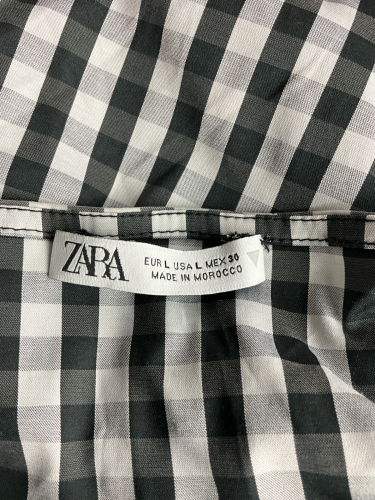 ZARA
EUR L USA L MEX 30
MADE IN MOROCCO